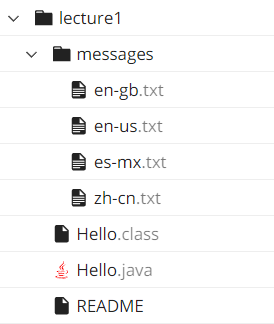 lecture1
messages
en-gb.txt
en-us.txt
es-mx.txt
zh-cn.txt
Hello.class
Hello.java
README